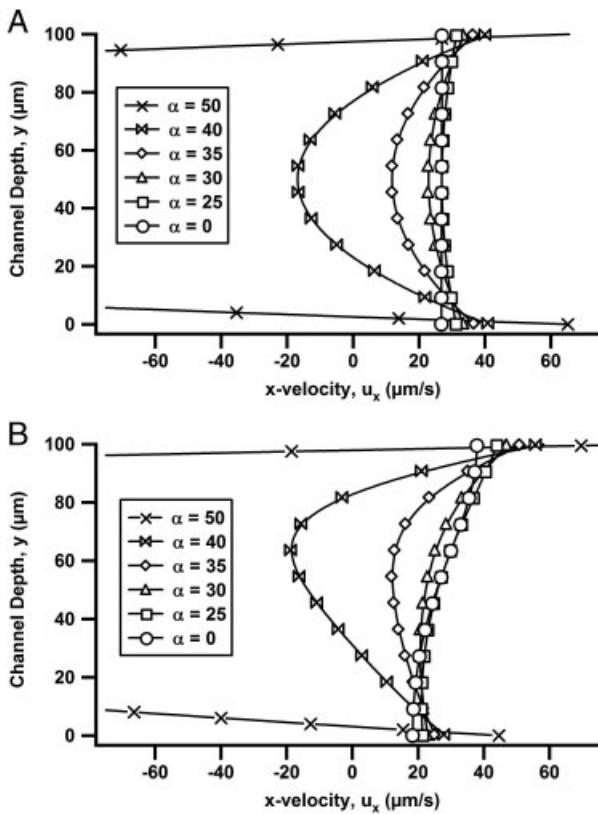 A
100
80
60
40
20
0
Channel Depth, y (µm)
α = 50
α = 40
α = 35
α = 30
α = 25
α = 0
-60 -40 -20 0 20 40 60
x-velocity, uₓ (µm/s)
B
100
80
60
40
20
0
Channel Depth, y (µm)
α = 50
α = 40
α = 35
α = 30
α = 25
α = 0
-60 -40 -20 0 20 40 60
x-velocity, uₓ (µm/s)